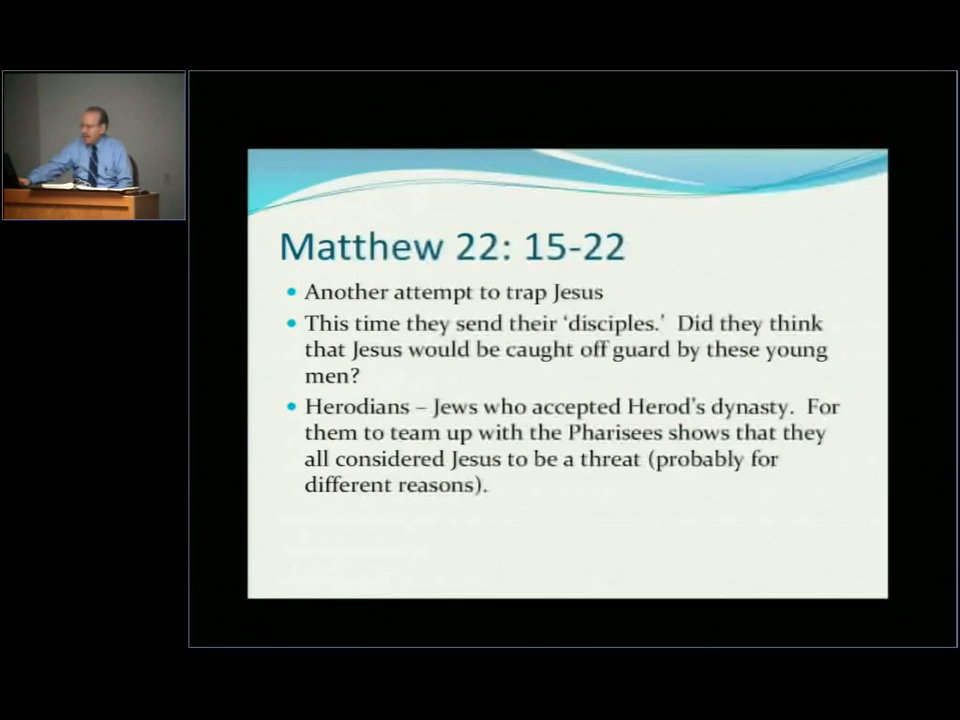 Matthew 22: 15-22
• Another attempt to trap Jesus
• This time they send their ‘disciples.’ Did they think
that Jesus would be caught off guard by these young
men?
• Herodians – Jews who accepted Herod’s dynasty. For
them to team up with the Pharisees shows that they
all considered Jesus to be a threat (probably for
different reasons).